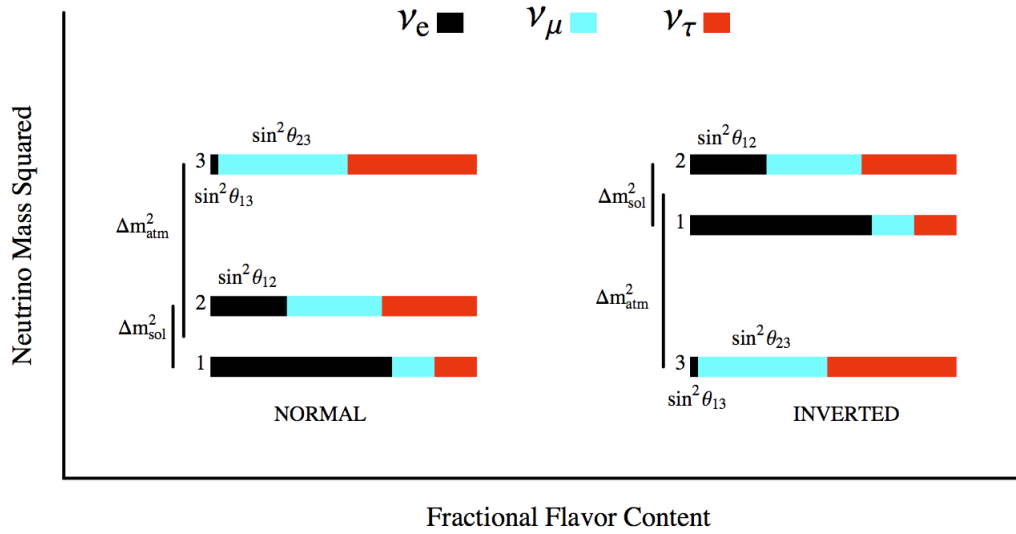 νe νμ ντ
Neutrino Mass Squared
sin²θ23
3
sin²θ13
Δm²atm
sin²θ12
2
Δm²sol
1
NORMAL
sin²θ12
2
Δm²sol
1
Δm²atm
sin²θ23
3
sin²θ13
INVERTED
Fractional Flavor Content